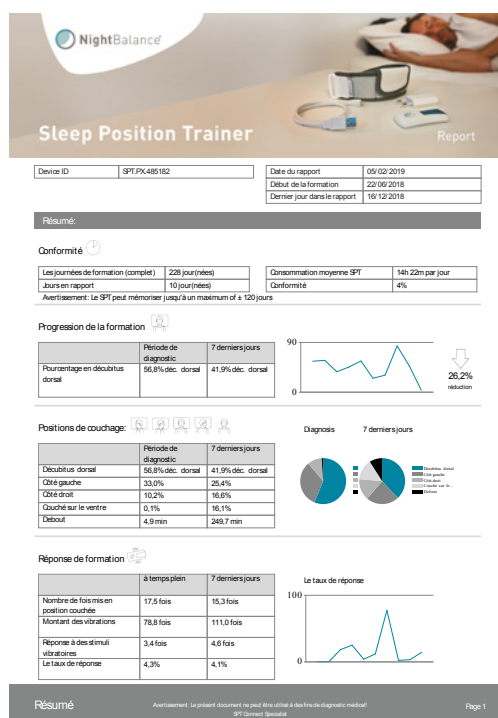 NightBalance
Sleep Position Trainer
Report
Device ID SPT.PX.485182
Date du rapport 05/02/2019
Début de la formation 22/06/2018
Dernier jour dans le rapport 16/12/2018
Résumé:
Conformité
Les journées de formation (complet) 228 jour(nées)
Jours en rapport 10 jour(nées)
Consommation moyenne SPT 14h 22m par jour
Conformité 4%
Avertissement: Le SPT peut mémoriser jusqu'à un maximum of ± 120 jours
Progression de la formation
Période de diagnostic 7 derniers jours
Pourcentage en décubitus dorsal 56,8% déc. dorsal 41,9% déc. dorsal
90
0
26,2%
réduction
Positions de couchage:
Période de diagnostic 7 derniers jours
Décubitus dorsal 56,8% déc. dorsal 41,9% déc. dorsal
Côté gauche 33,0% 25,4%
Côté droit 10,2% 16,6%
Couché sur le ventre 0,1% 16,1%
Debout 4,9 min 249,7 min
Diagnosis 7 derniers jours
Décubitus dorsal
Côté gauche
Côté droit
Couché sur le...
Debout
Réponse de formation
à temps plein 7 derniers jours
Nombre de fois mis en position couchée 17,5 fois 15,3 fois
Montant des vibrations 78,8 fois 111,0 fois
Réponse à des stimuli vibratoires 3,4 fois 4,6 fois
Le taux de réponse 4,3% 4,1%
Le taux de réponse
100
0
Résumé
Avertissement: Le présent document ne peut être utilisé à des fins de diagnostic médical!
SPT Connect Specialist
Page 1